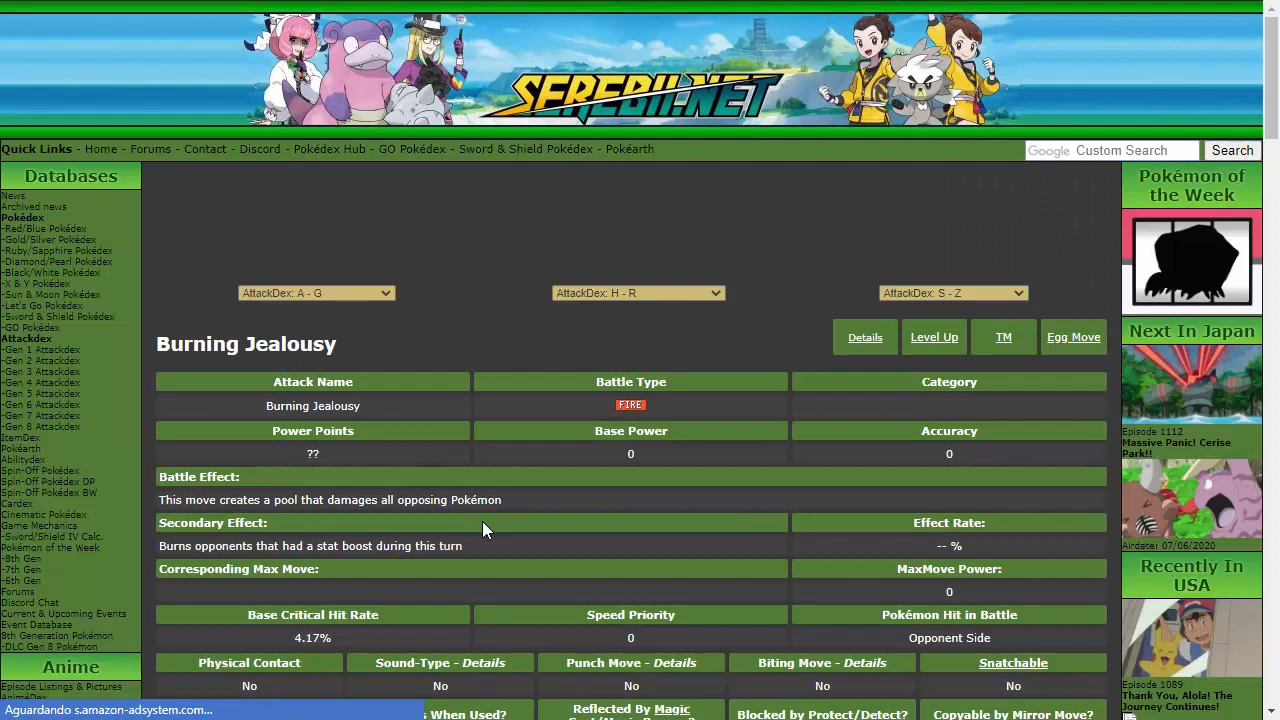 SEREBII.NET
Quick Links - Home - Forums - Contact - Discord - Pokédex Hub - GO Pokédex - Sword & Shield Pokédex - Pokéarth
Google Custom Search
Search
Databases
News
Archived news
Pokédex
-Red/Blue Pokédex
-Gold/Silver Pokédex
-Ruby/Sapphire Pokédex
-Diamond/Pearl Pokédex
-Black/White Pokédex
-X & Y Pokédex
-Sun & Moon Pokédex
-Let's Go Pokédex
-Sword & Shield Pokédex
-GO Pokédex
Attackdex
-Gen 1 Attackdex
-Gen 2 Attackdex
-Gen 3 Attackdex
-Gen 4 Attackdex
-Gen 5 Attackdex
-Gen 6 Attackdex
-Gen 7 Attackdex
-Gen 8 Attackdex
ItemDex
Pokéarth
Abilitydex
Spin-Off Pokédex
Spin-Off Pokédex DP
Spin-Off Pokédex BW
Cardex
Cinematic Pokédex
Game Mechanics
-Sword/Shield IV Calc.
Pokémon of the Week
-8th Gen
-7th Gen
-6th Gen
Forums
Discord Chat
Current & Upcoming Events
Event Database
8th Generation Pokémon
-DLC Gen 8 Pokémon
Anime
Episode Listings & Pictures
Aguardando s.amazon-adsystem.com...
AttackDex: A - G
AttackDex: H - R
AttackDex: S - Z
Burning Jealousy
Details
Level Up
TM
Egg Move
Attack Name
Battle Type
Category
Burning Jealousy
FIRE
Power Points
Base Power
Accuracy
??
0
0
Battle Effect:
This move creates a pool that damages all opposing Pokémon
Secondary Effect:
Effect Rate:
Burns opponents that had a stat boost during this turn
-- %
Corresponding Max Move:
MaxMove Power:
0
Base Critical Hit Rate
Speed Priority
Pokémon Hit in Battle
4.17%
0
Opponent Side
Physical Contact
Sound-Type - Details
Punch Move - Details
Biting Move - Details
Snatchable
No
No
No
No
No
s When Used?
Reflected By Magic
Blocked by Protect/Detect?
Copyable by Mirror Move?
Pokémon of
the Week
Next In Japan
Episode 1112
Massive Panic! Cerise
Park!!
Airdate: 07/06/2020
Recently In
USA
Episode 1089
Thank You, Alola! The
Journey Continues!